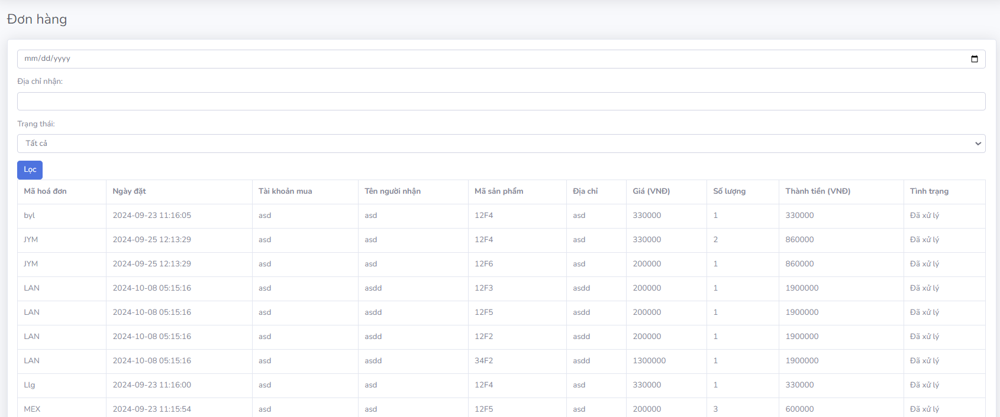 Đơn hàng
mm/dd/yyyy
Địa chỉ nhận:
Trạng thái:
Tất cả
Lọc
Mã hoá đơn Ngày đặt Tài khoản mua Tên người nhận Mã sản phẩm Địa chỉ Giá (VNĐ) Số lượng Thành tiền (VNĐ) Tình trạng
byl 2024-09-23 11:16:05 asd asd 12F4 asd 330000 1 330000 Đã xử lý
JYM 2024-09-25 12:13:29 asd asd 12F4 asd 330000 2 860000 Đã xử lý
JYM 2024-09-25 12:13:29 asd asd 12F6 asd 200000 1 860000 Đã xử lý
LAN 2024-10-08 05:15:16 asd asdd 12F3 asdd 200000 1 1900000 Đã xử lý
LAN 2024-10-08 05:15:16 asd asdd 12F5 asdd 200000 1 1900000 Đã xử lý
LAN 2024-10-08 05:15:16 asd asdd 12F2 asdd 200000 1 1900000 Đã xử lý
LAN 2024-10-08 05:15:16 asd asdd 34F2 asdd 1300000 1 1900000 Đã xử lý
Llg 2024-09-23 11:16:00 asd asd 12F4 asd 330000 1 330000 Đã xử lý
MEX 2024-09-23 11:15:54 asd asd 12F5 asd 200000 3 600000 Đã xử lý